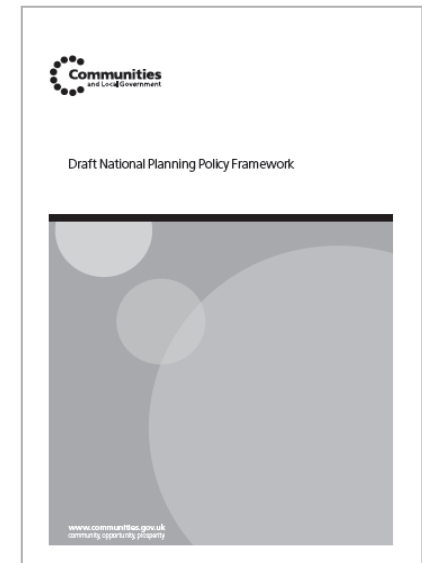 Communities
and Local Government
Draft National Planning Policy Framework
www.communities.gov.uk
community, opportunity, prosperity